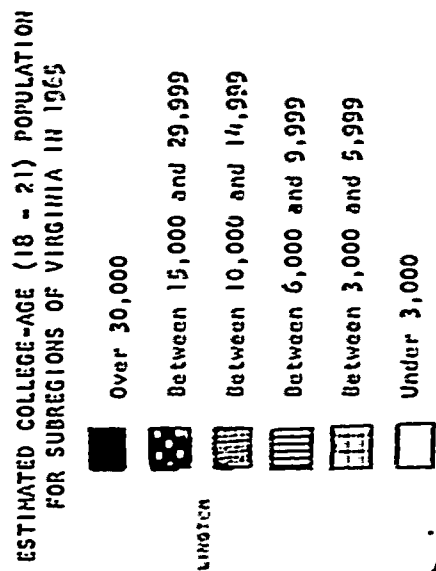 ESTIMATED COLLEGE-AGE (18 - 21) POPULATION
FOR SUBREGIONS OF VIRGINIA IN 1965
Over 30,000
Between 15,000 and 29,999
Between 10,000 and 14,999
Between 6,000 and 9,999
Between 3,000 and 5,999
Under 3,000